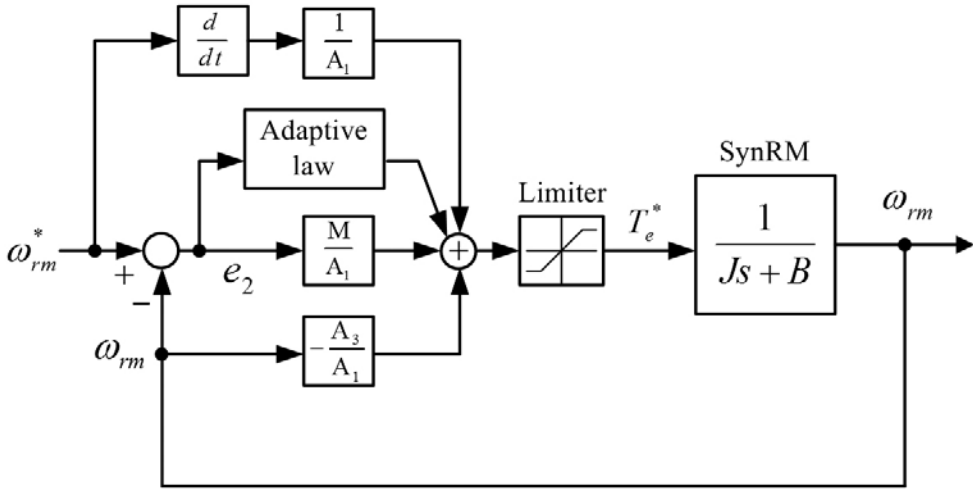 d
dt
1
A₁
Adaptive
law
SynRM
Limiter
ω*ᵣₘ
+
−
e₂
M
A₁
+
T*ₑ
1
Js + B
ωᵣₘ
ωᵣₘ
− A₃
A₁